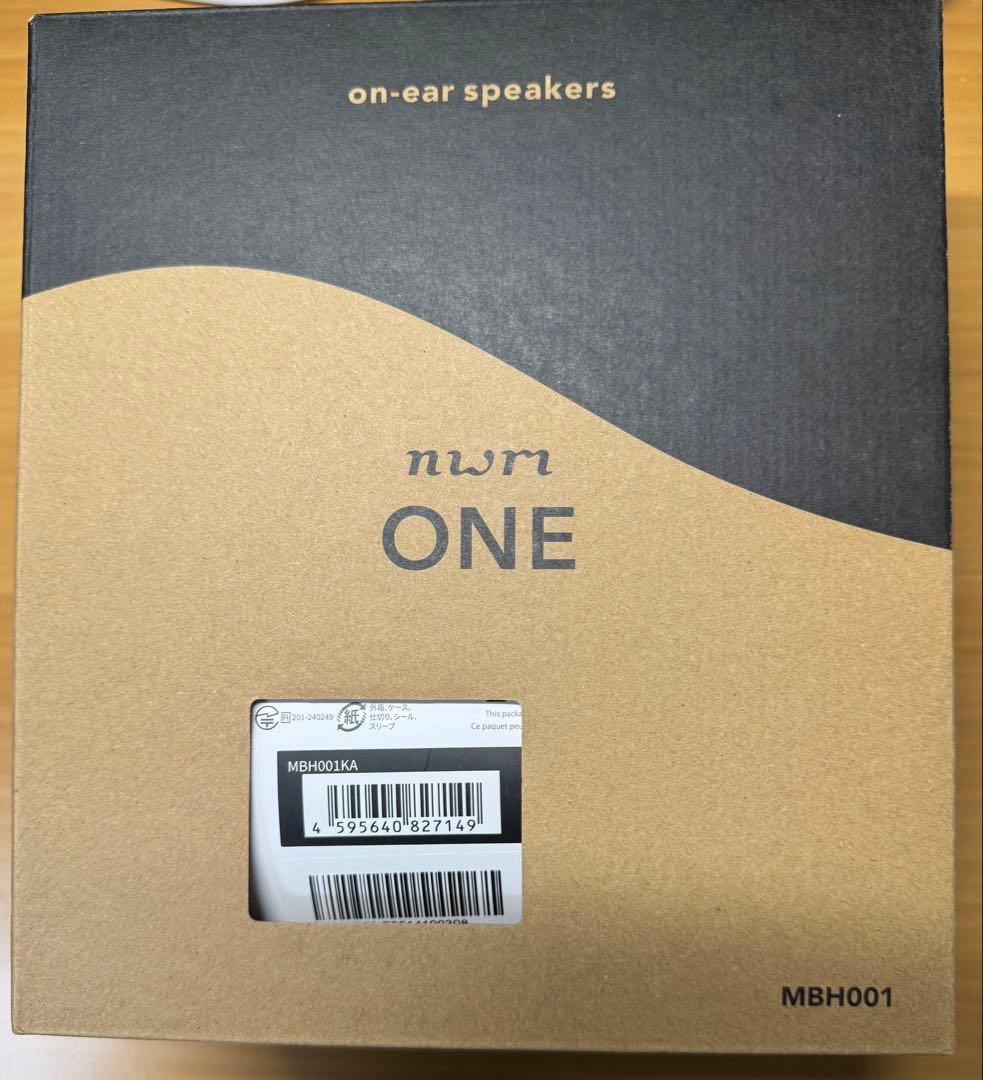 on-ear speakers
nwm
ONE
R 201-240249
紙
外箱、ケース、
仕切り、シール、
スリーブ
This packa
Ce paquet peu
MBH001KA
4 595640 827149
MBH001